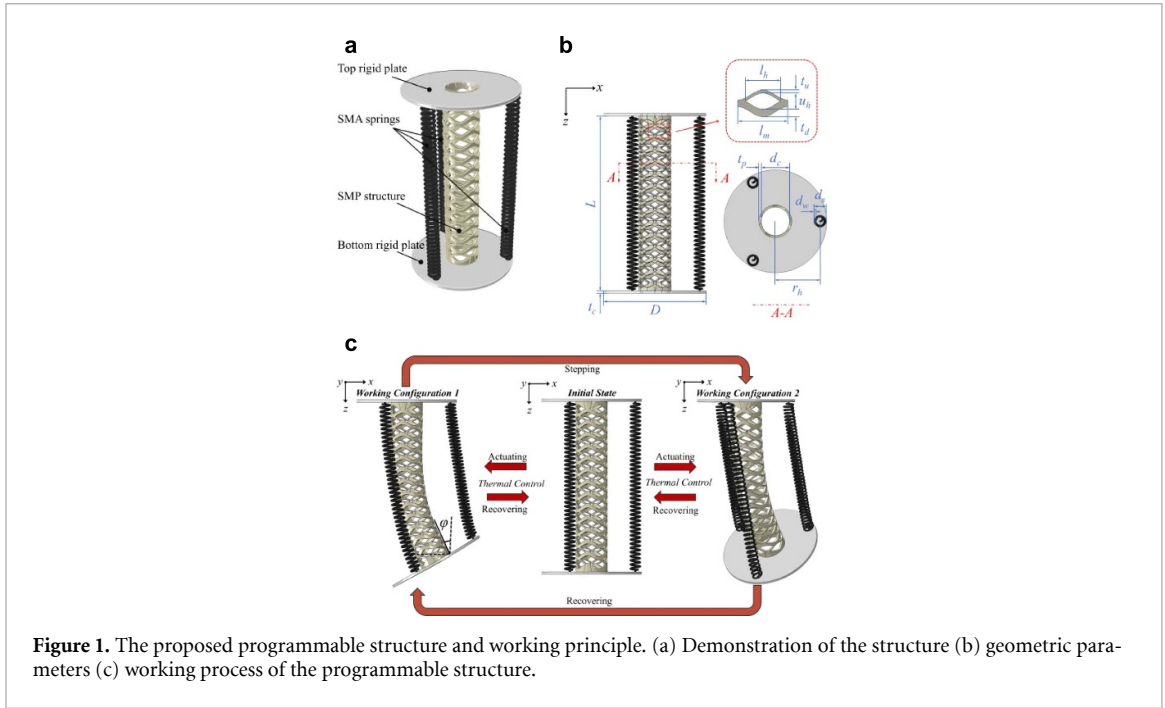 a
Top rigid plate
SMA springs
SMP structure
Bottom rigid plate
b
x
z
l_h
t_u
u_h
l_m
t_d
A
A
L
t_c
D
t_p
d_c
d_w
d_s
r_h
A-A
c
Stepping
y
x
z
Working Configuration 1
y
x
z
Initial State
y
x
z
Working Configuration 2
Actuating
Thermal Control
Recovering
Actuating
Thermal Control
Recovering
φ
Recovering
Figure 1. The proposed programmable structure and working principle. (a) Demonstration of the structure (b) geometric para-
meters (c) working process of the programmable structure.